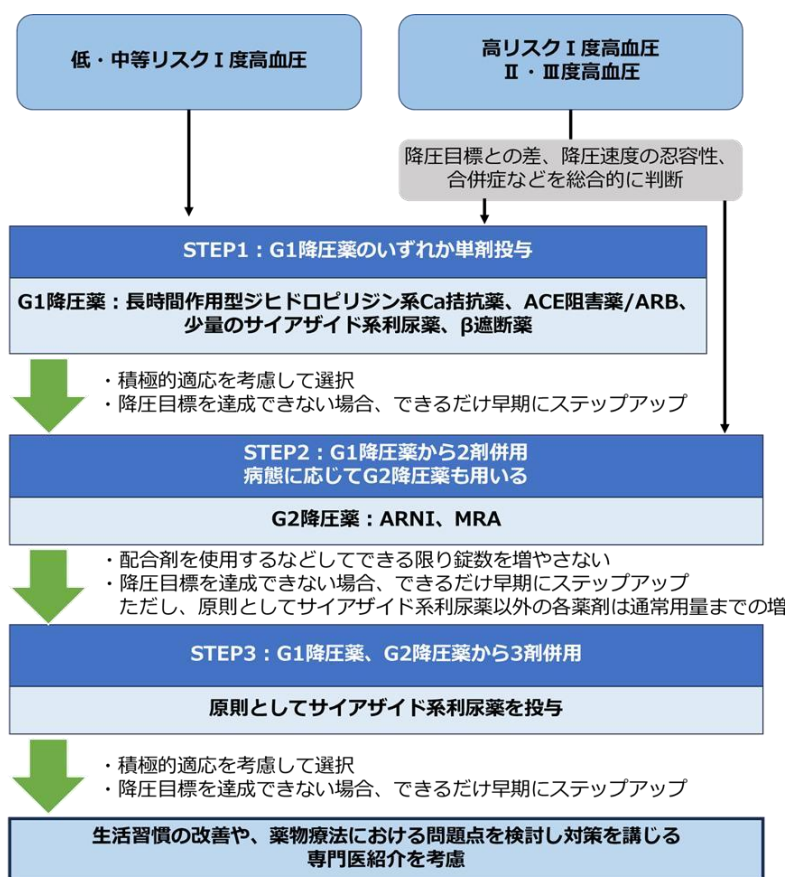 低・中等リスクⅠ度高血圧
高リスクⅠ度高血圧
Ⅱ・Ⅲ度高血圧
降圧目標との差、降圧速度の忍容性、
合併症などを総合的に判断
STEP1：G1降圧薬のいずれか単剤投与
G1降圧薬：長時間作用型ジヒドロピリジン系Ca拮抗薬、ACE阻害薬/ARB、
少量のサイアザイド系利尿薬、β遮断薬
・積極的適応を考慮して選択
・降圧目標を達成できない場合、できるだけ早期にステップアップ
STEP2：G1降圧薬から2剤併用
病態に応じてG2降圧薬も用いる
G2降圧薬：ARNI、MRA
・配合剤を使用するなどしてできる限り錠数を増やさない
・降圧目標を達成できない場合、できるだけ早期にステップアップ
ただし、原則としてサイアザイド系利尿薬以外の各薬剤は通常用量までの増
STEP3：G1降圧薬、G2降圧薬から3剤併用
原則としてサイアザイド系利尿薬を投与
・積極的適応を考慮して選択
・降圧目標を達成できない場合、できるだけ早期にステップアップ
生活習慣の改善や、薬物療法における問題点を検討し対策を講じる
専門医紹介を考慮